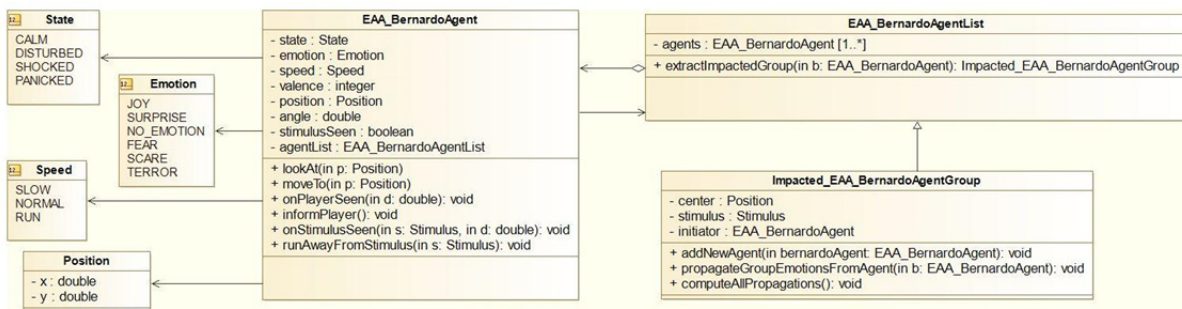 State
CALM
DISTURBED
SHOCKED
PANICKED
Emotion
JOY
SURPRISE
NO_EMOTION
FEAR
SCARE
TERROR
Speed
SLOW
NORMAL
RUN
Position
- x : double
- y : double
EAA_BernardoAgent
- state : State
- emotion : Emotion
- speed : Speed
- valence : integer
- position : Position
- angle : double
- stimulusSeen : boolean
- agentList : EAA_BernardoAgentList
+ lookAt(in p: Position)
+ moveTo(in p: Position)
+ onPlayerSeen(in d: double): void
+ informPlayer(): void
+ onStimulusSeen(in s: Stimulus, in d: double): void
+ runAwayFromStimulus(in s: Stimulus): void
EAA_BernardoAgentList
- agents : EAA_BernardoAgent [1..*]
+ extractImpactedGroup(in b: EAA_BernardoAgent): Impacted_EAA_BernardoAgentGroup
Impacted_EAA_BernardoAgentGroup
- center : Position
- stimulus : Stimulus
- initiator : EAA_BernardoAgent
+ addNewAgent(in bernardoAgent: EAA_BernardoAgent): void
+ propagateGroupEmotionsFromAgent(in b: EAA_BernardoAgent): void
+ computeAllPropagations(): void